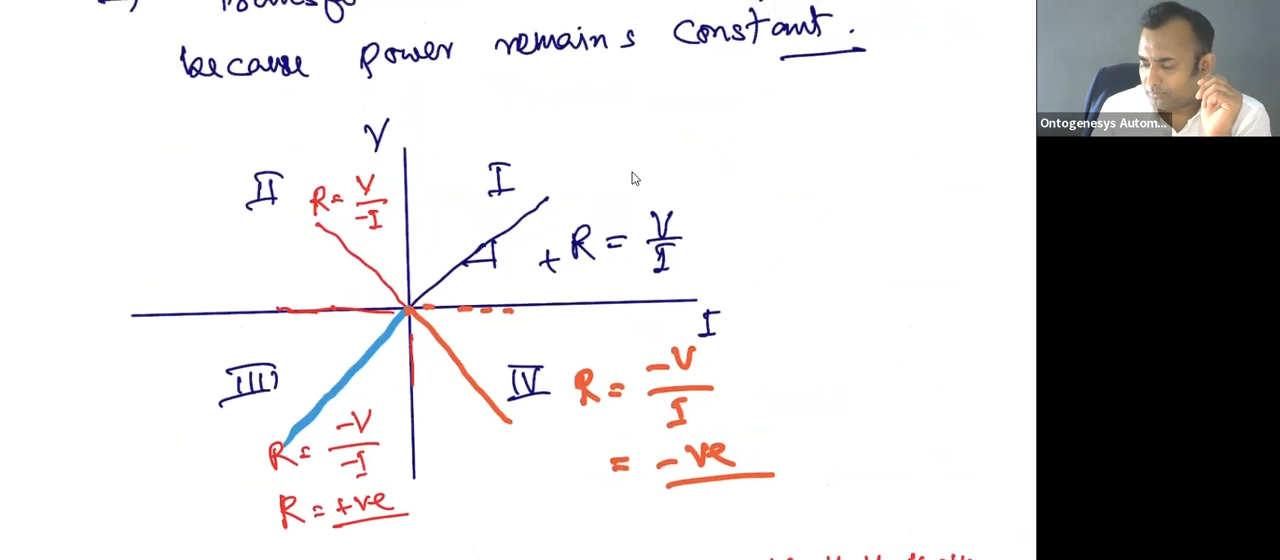 because power remains constant.
Ontogenesys Autom...
V
II
R = V/-I
I
+R = V/I
I
III
R = -V/-I
R = +ve
IV
R = -V/I
= -ve